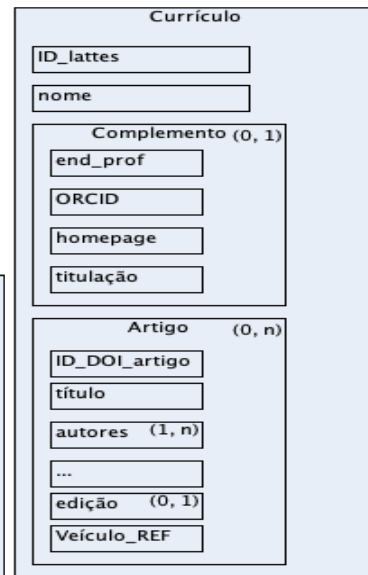 Currículo
ID_lattes
nome
Complemento (0, 1)
end_prof
ORCID
homepage
titulação
Artigo (0, n)
ID_DOI_artigo
título
autores (1, n)
...
edição (0, 1)
Veículo_REF